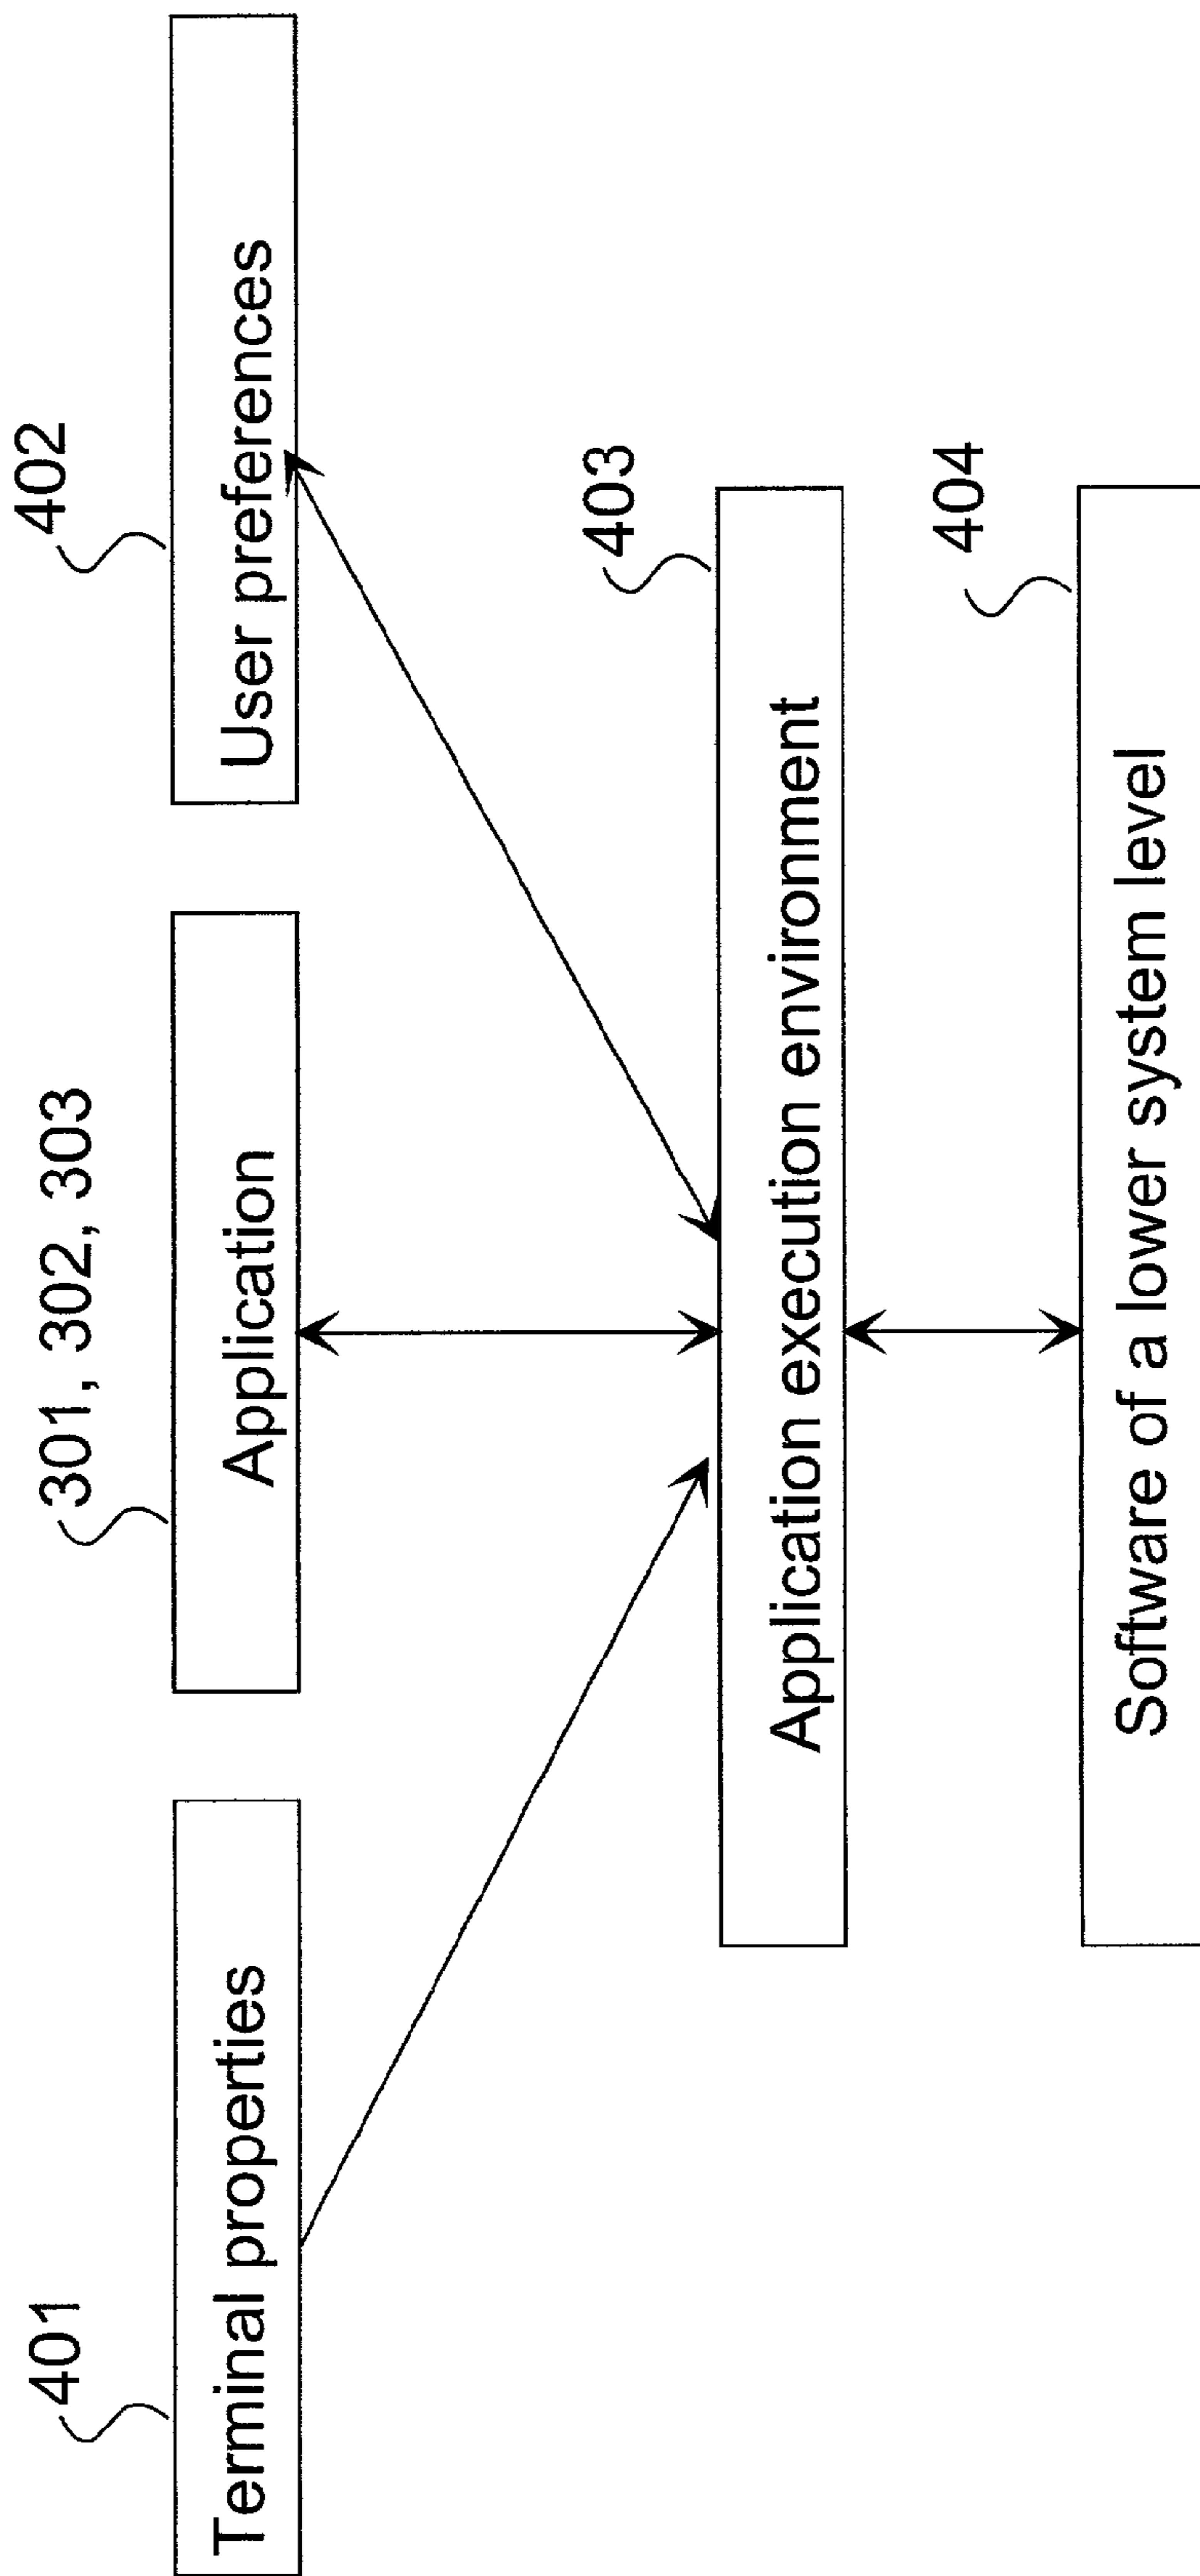 401
301, 302, 303
402
Terminal properties
Application
User preferences
403
Application execution environment
404
Software of a lower system level